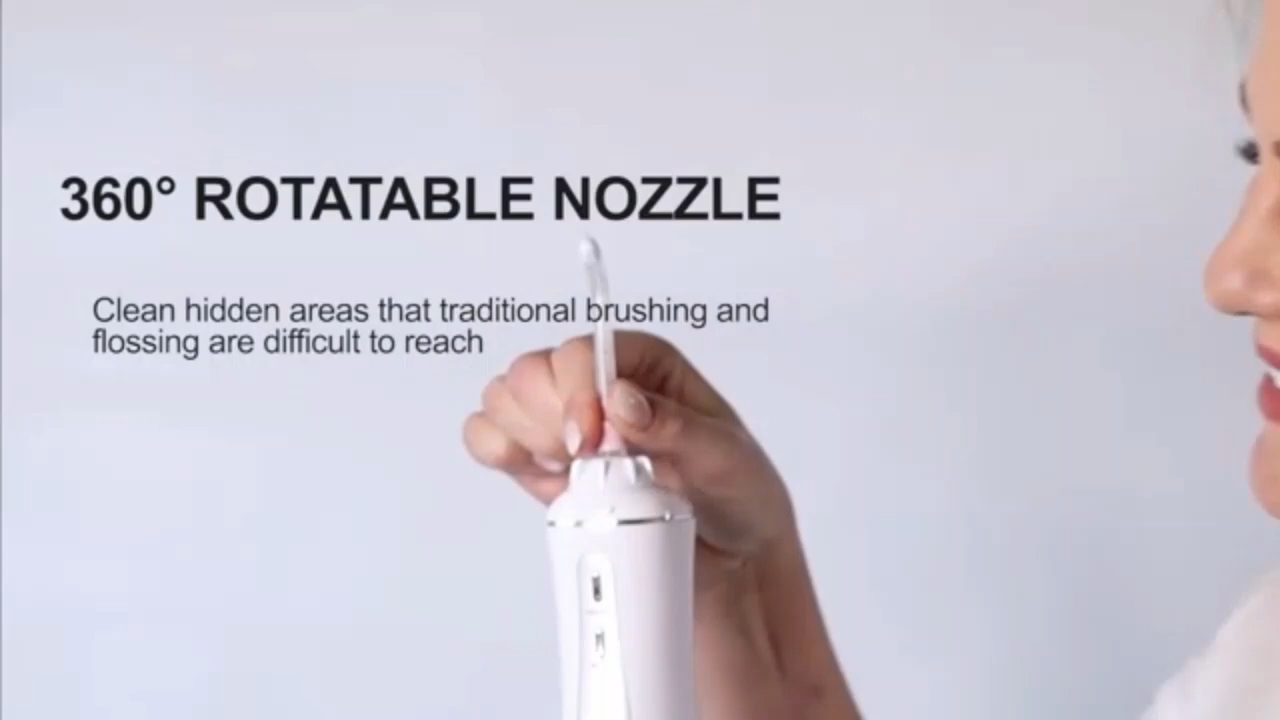 360° ROTATABLE NOZZLE
Clean hidden areas that traditional brushing and
flossing are difficult to reach